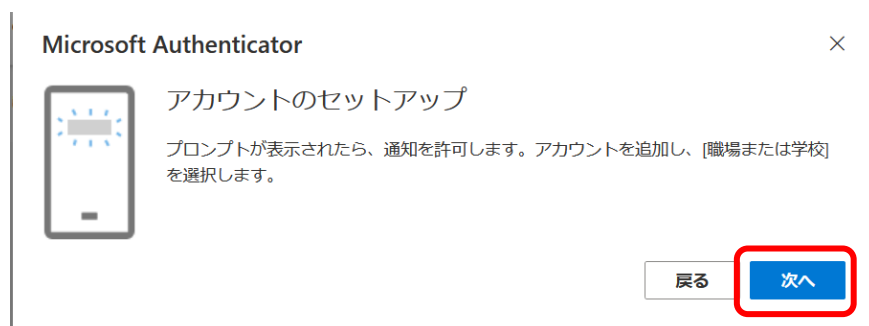 Microsoft Authenticator
アカウントのセットアップ
プロンプトが表示されたら、通知を許可します。アカウントを追加し、[職場または学校]
を選択します。
戻る
次へ